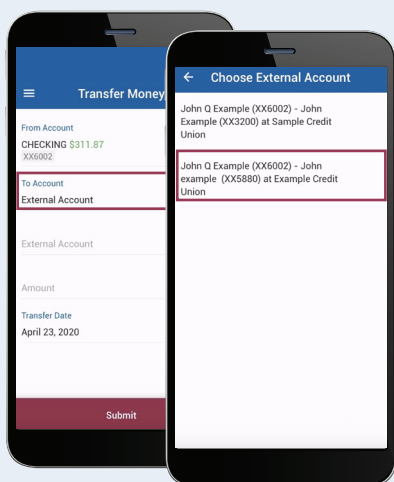 Transfer Money
From Account
CHECKING $311.87
XX6002
To Account
External Account
External Account
Amount
Transfer Date
April 23, 2020
Submit
Choose External Account
John Q Example (XX6002) - John
Example (XX3200) at Sample Credit
Union
John Q Example (XX6002) - John
example (XX5880) at Example Credit
Union